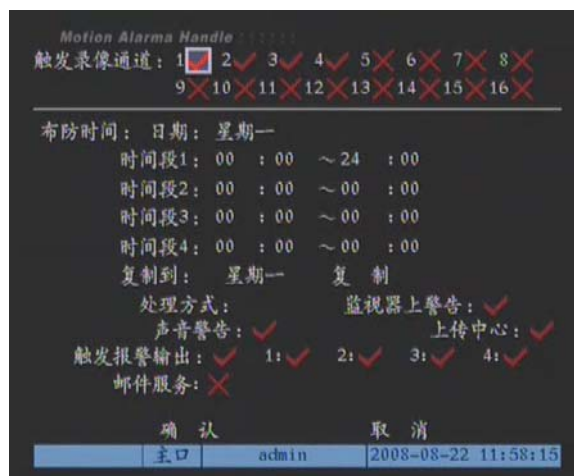 Motion Alarma Handle
触发录像通道: 1 2 3 4 5 6 7 8
9 10 11 12 13 14 15 16
布防时间: 日期: 星期一
时间段1: 00 : 00 ~ 24 : 00
时间段2: 00 : 00 ~ 00 : 00
时间段3: 00 : 00 ~ 00 : 00
时间段4: 00 : 00 ~ 00 : 00
复制到: 星期一 复 制
处理方式: 监视器上警告:
声音警告: 上传中心:
触发报警输出: 1: 2: 3: 4:
邮件服务:
确 认 取 消
主口 admin 2008-08-22 11:58:15